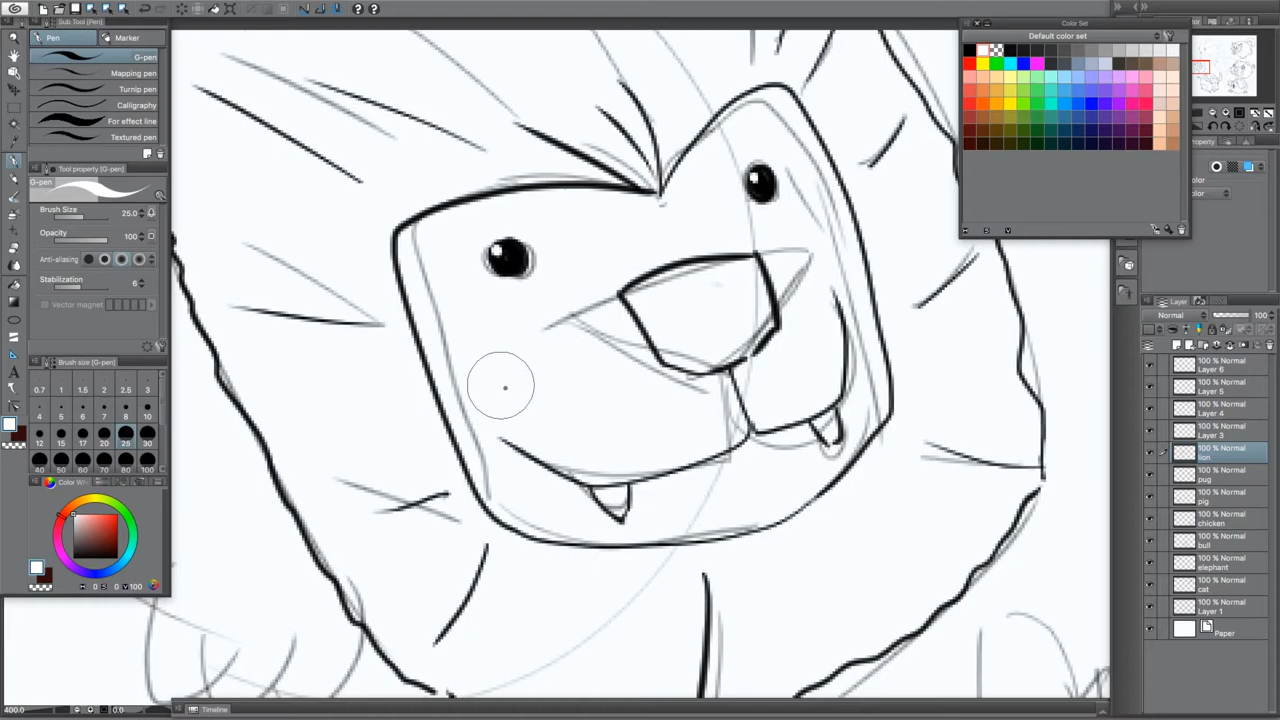 Sub Tool [Pen]
Pen
Marker
G-pen
Mapping pen
Turnip pen
Calligraphy
For effect line
Textured pen
Tool property [G-pen]
G-pen
Brush Size 25.0
Opacity 100
Anti-aliasing
Stabilization 6
Vector magnet
Brush size [G-pen]
0.7 1 1.5 2 2.5 3
4 5 6 7 8 10
12 15 17 20 25 30
40 50 60 70 80 100
Color
H 0 S 0 V 100
400.0
0.0
Timeline
Color Set
Default color set
H S V
Property
Layer
Normal 100
100 % Normal
Layer 6
100 % Normal
Layer 5
100 % Normal
Layer 4
100 % Normal
Layer 3
100 % Normal
lion
100 % Normal
pug
100 % Normal
pig
100 % Normal
chicken
100 % Normal
bull
100 % Normal
elephant
100 % Normal
cat
100 % Normal
Layer 1
Paper